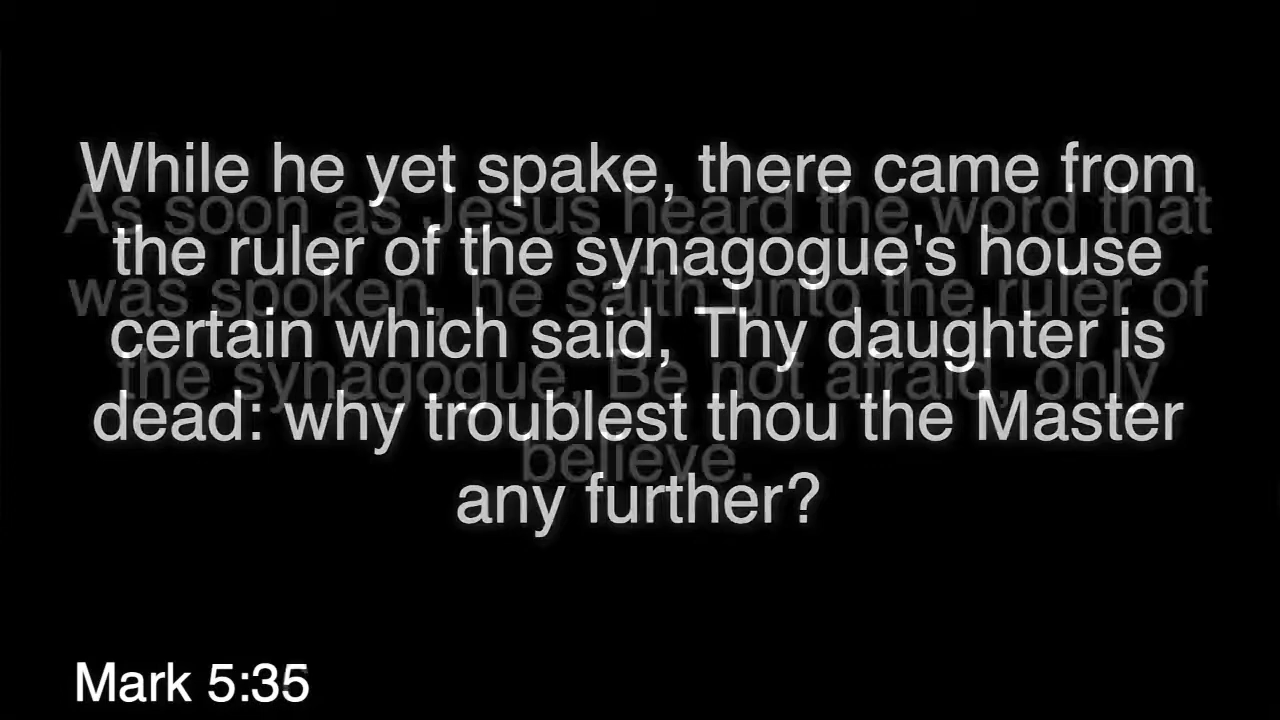 While he yet spake, there came from
the ruler of the synagogue's house
certain which said, Thy daughter is
dead: why troublest thou the Master
any further?
As soon as Jesus heard the word that
was spoken, he saith unto the ruler of
the synagogue, Be not afraid, only
believe.
Mark 5:35